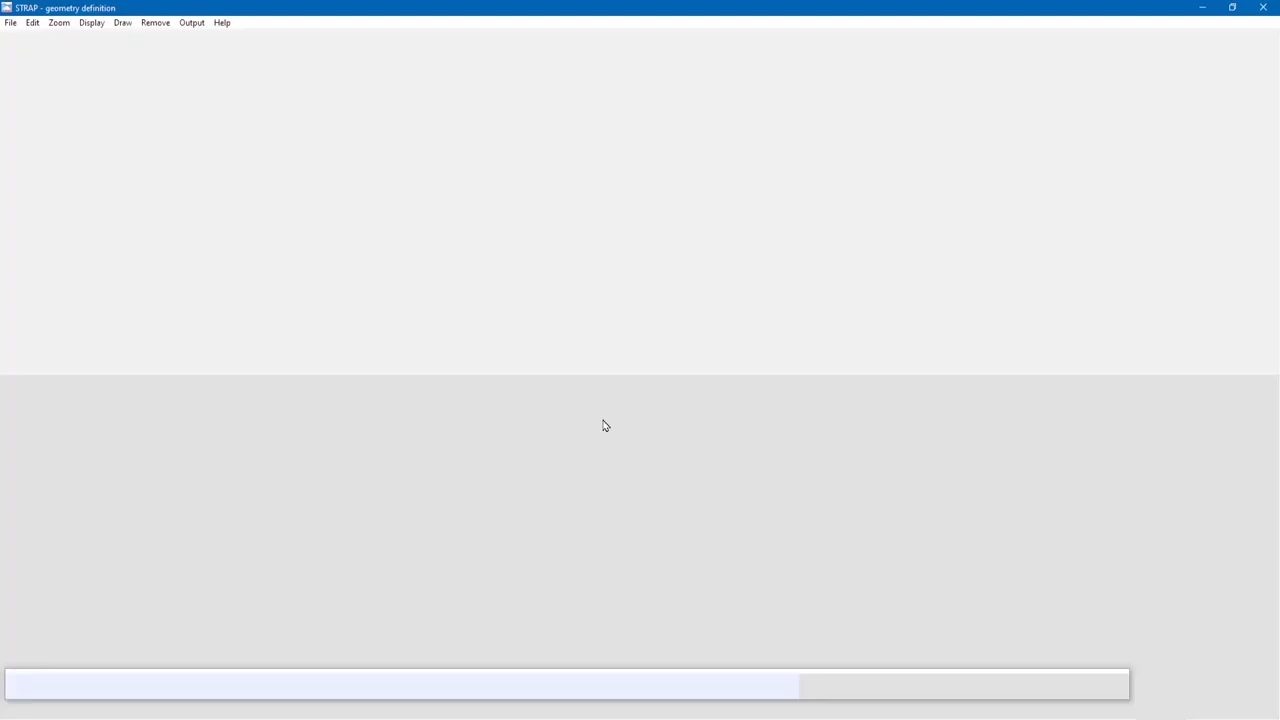 STRAP - geometry definition
File Edit Zoom Display Draw Remove Output Help